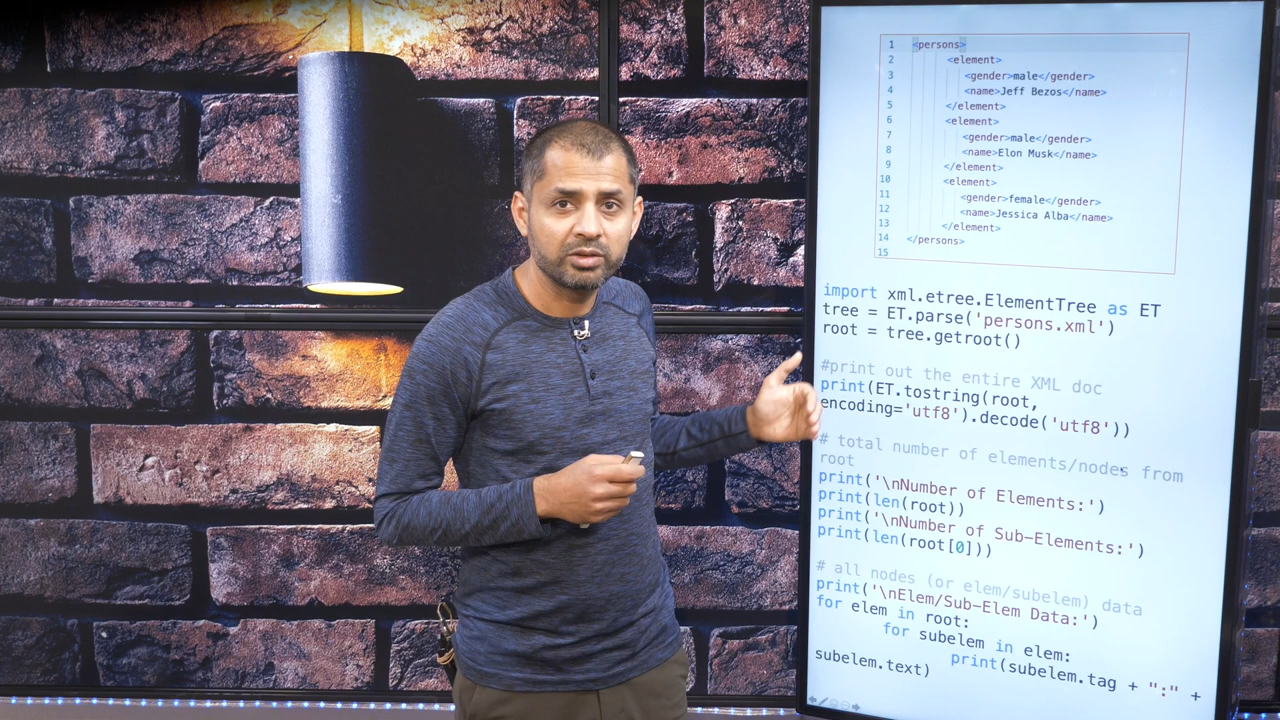 1 <persons>
2 <element>
3 <gender>male</gender>
4 <name>Jeff Bezos</name>
5 </element>
6 <element>
7 <gender>male</gender>
8 <name>Elon Musk</name>
9 </element>
10 <element>
11 <gender>female</gender>
12 <name>Jessica Alba</name>
13 </element>
14 </persons>
15
import xml.etree.ElementTree as ET
tree = ET.parse('persons.xml')
root = tree.getroot()
#print out the entire XML doc
print(ET.tostring(root,
encoding='utf8').decode('utf8'))
# total number of elements/nodes from
root
print('\nNumber of Elements:')
print(len(root))
print('\nNumber of Sub-Elements:')
print(len(root[0]))
# all nodes (or elem/subelem) data
print('\nElem/Sub-Elem Data:')
for elem in root:
for subelem in elem:
print(subelem.tag + ":" +
subelem.text)